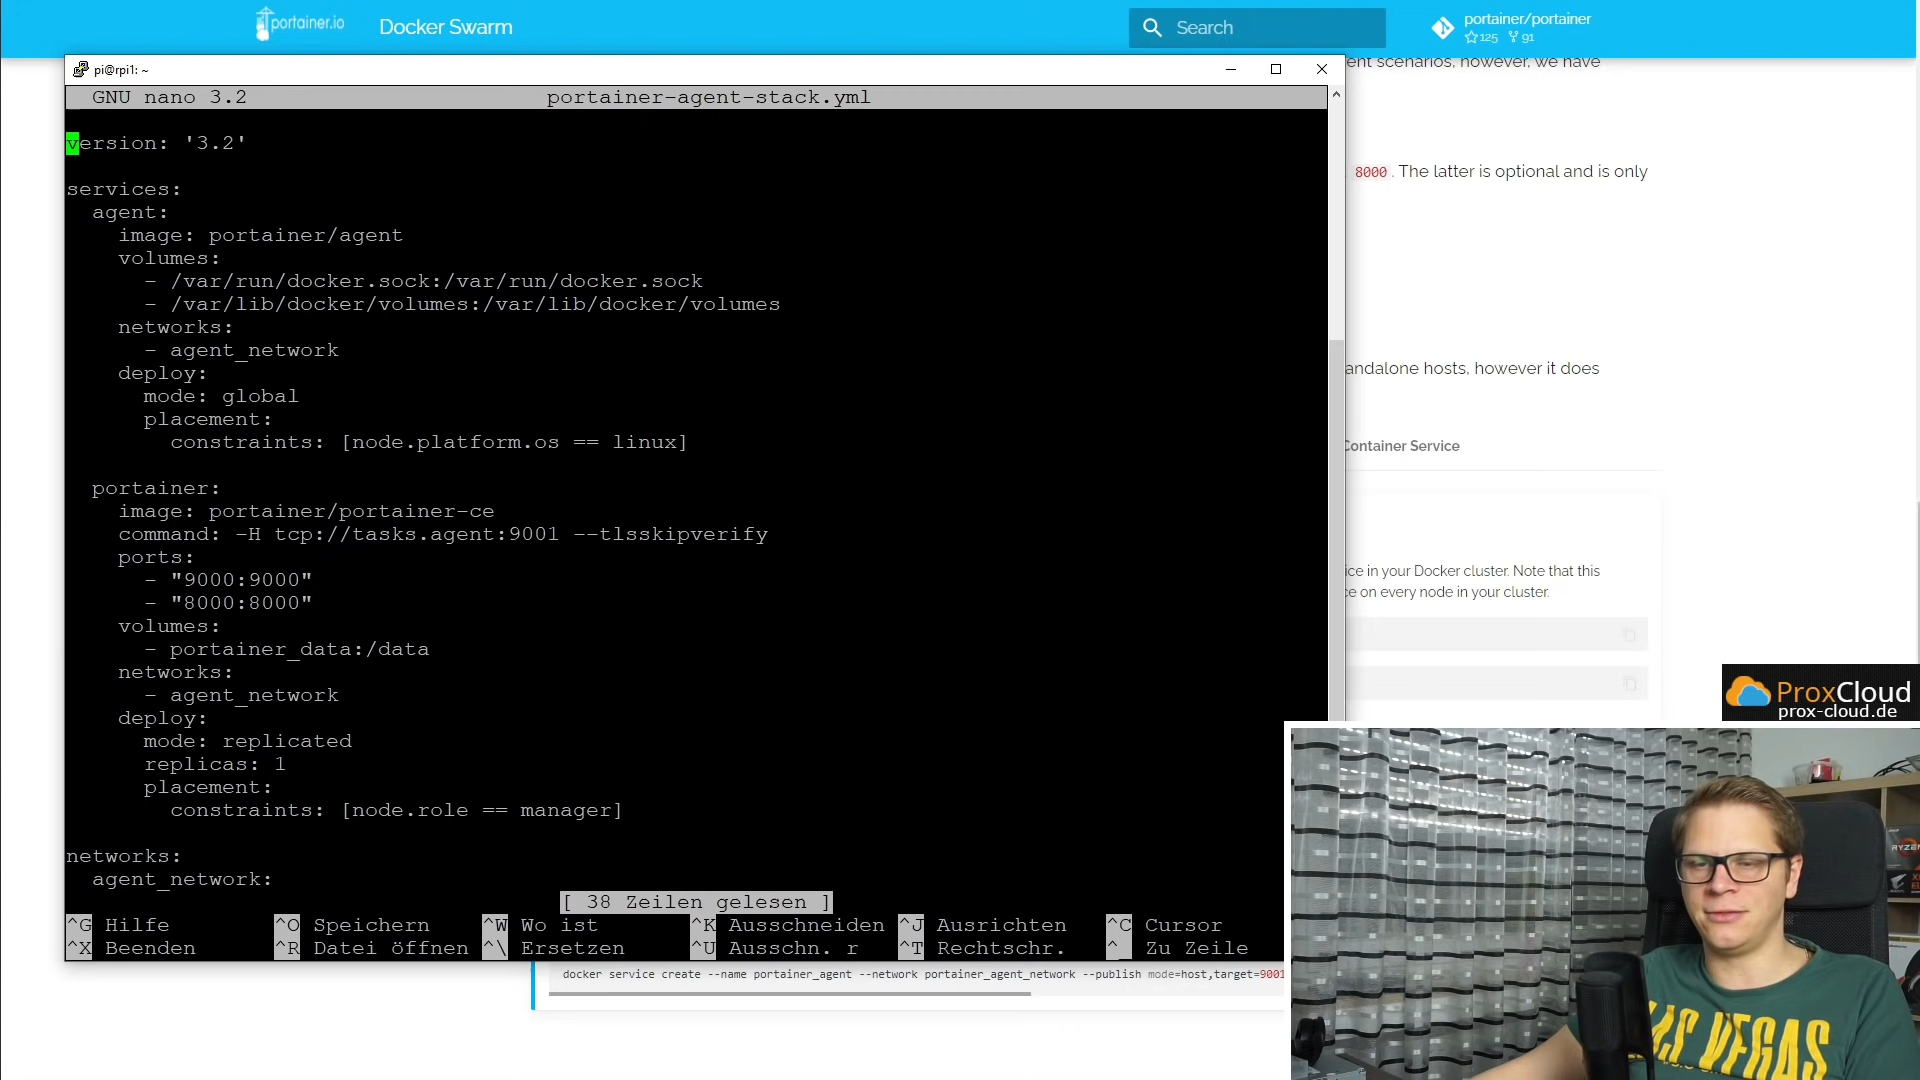 portainer.io
Docker Swarm
Search
portainer/portainer
125 91
ent scenarios, however, we have
pi@rpi1: ~
GNU nano 3.2 portainer-agent-stack.yml
version: '3.2'
services:
agent:
image: portainer/agent
volumes:
- /var/run/docker.sock:/var/run/docker.sock
- /var/lib/docker/volumes:/var/lib/docker/volumes
networks:
- agent_network
deploy:
mode: global
placement:
constraints: [node.platform.os == linux]
portainer:
image: portainer/portainer-ce
command: -H tcp://tasks.agent:9001 --tlsskipverify
ports:
- "9000:9000"
- "8000:8000"
volumes:
- portainer_data:/data
networks:
- agent_network
deploy:
mode: replicated
replicas: 1
placement:
constraints: [node.role == manager]
networks:
agent_network:
[ 38 Zeilen gelesen ]
^G Hilfe ^O Speichern ^W Wo ist ^K Ausschneiden ^J Ausrichten ^C Cursor
^X Beenden ^R Datei öffnen ^\ Ersetzen ^U Ausschn. r ^T Rechtschr. ^_ Zu Zeile
8000. The latter is optional and is only
andalone hosts, however it does
Container Service
ice in your Docker cluster. Note that this
ce on every node in your cluster.
docker service create --name portainer_agent --network portainer_agent_network --publish mode=host,target=9001
ProxCloud
prox-cloud.de
RYZE
VEGAS